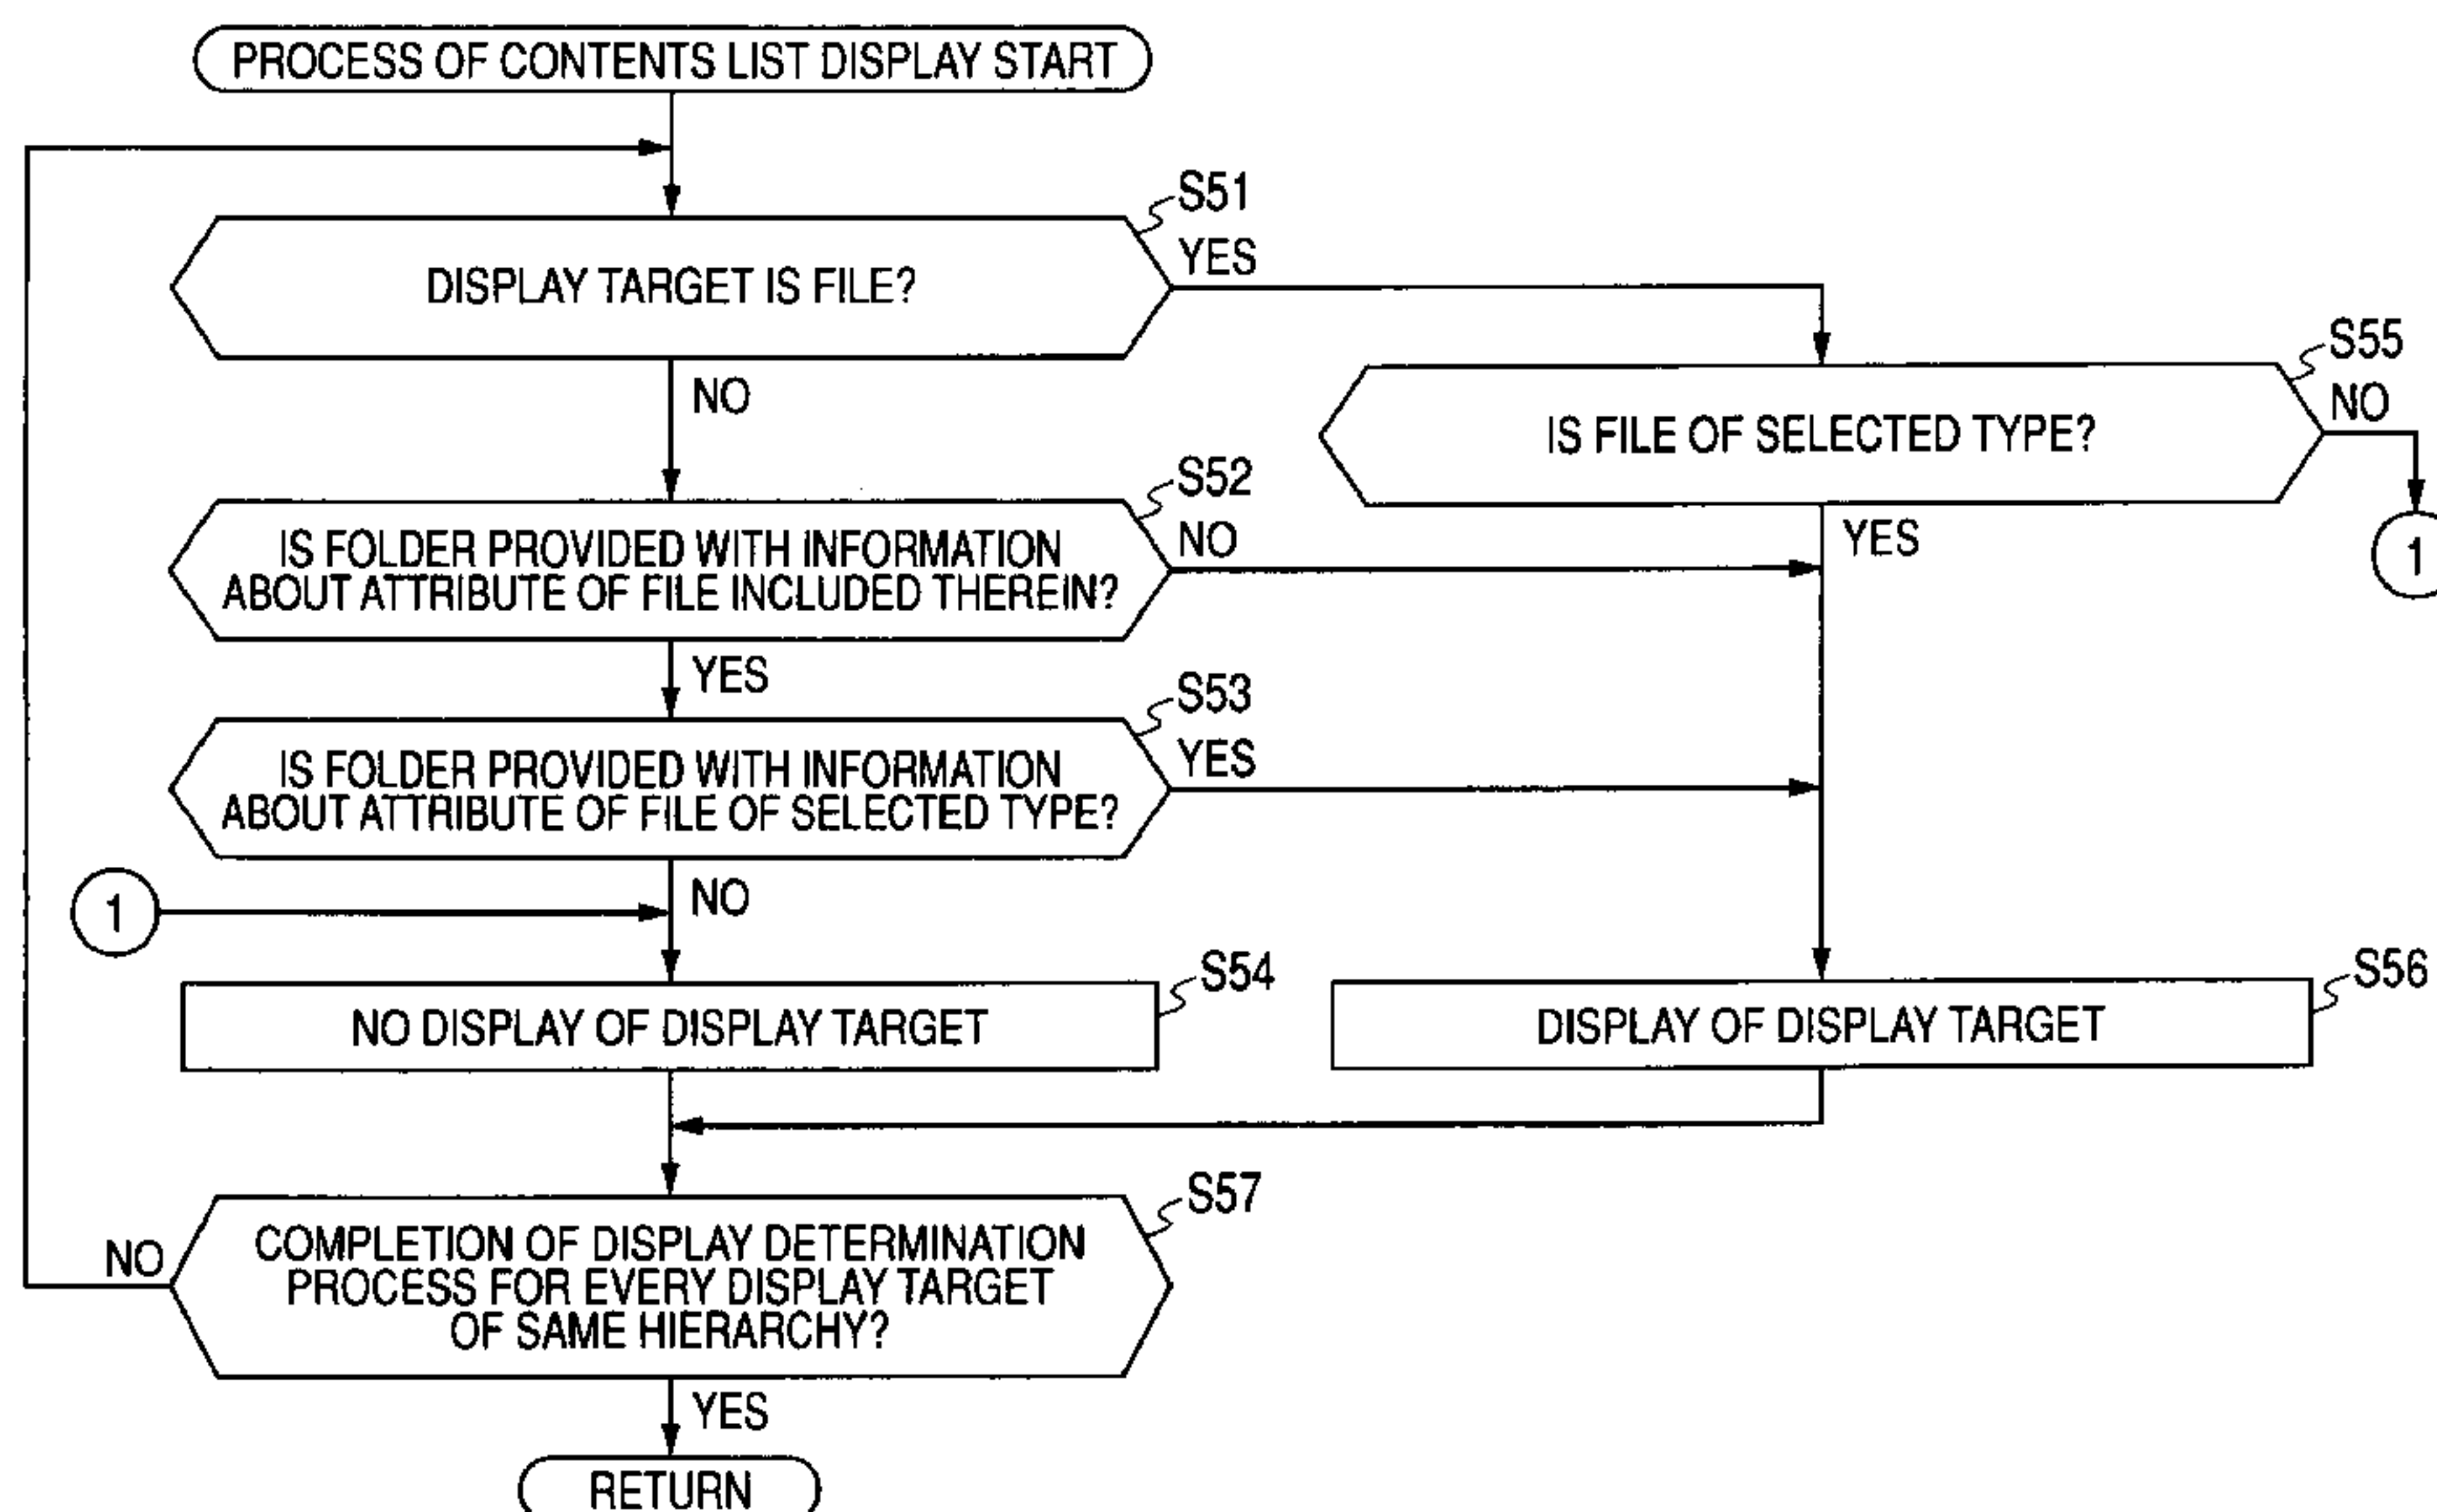 PROCESS OF CONTENTS LIST DISPLAY START
S51
DISPLAY TARGET IS FILE?
YES
NO
S55
IS FILE OF SELECTED TYPE?
NO
1
YES
S52
IS FOLDER PROVIDED WITH INFORMATION
ABOUT ATTRIBUTE OF FILE INCLUDED THEREIN?
NO
YES
S53
IS FOLDER PROVIDED WITH INFORMATION
ABOUT ATTRIBUTE OF FILE OF SELECTED TYPE?
YES
NO
1
S54
NO DISPLAY OF DISPLAY TARGET
S56
DISPLAY OF DISPLAY TARGET
S57
COMPLETION OF DISPLAY DETERMINATION
PROCESS FOR EVERY DISPLAY TARGET
OF SAME HIERARCHY?
NO
YES
RETURN